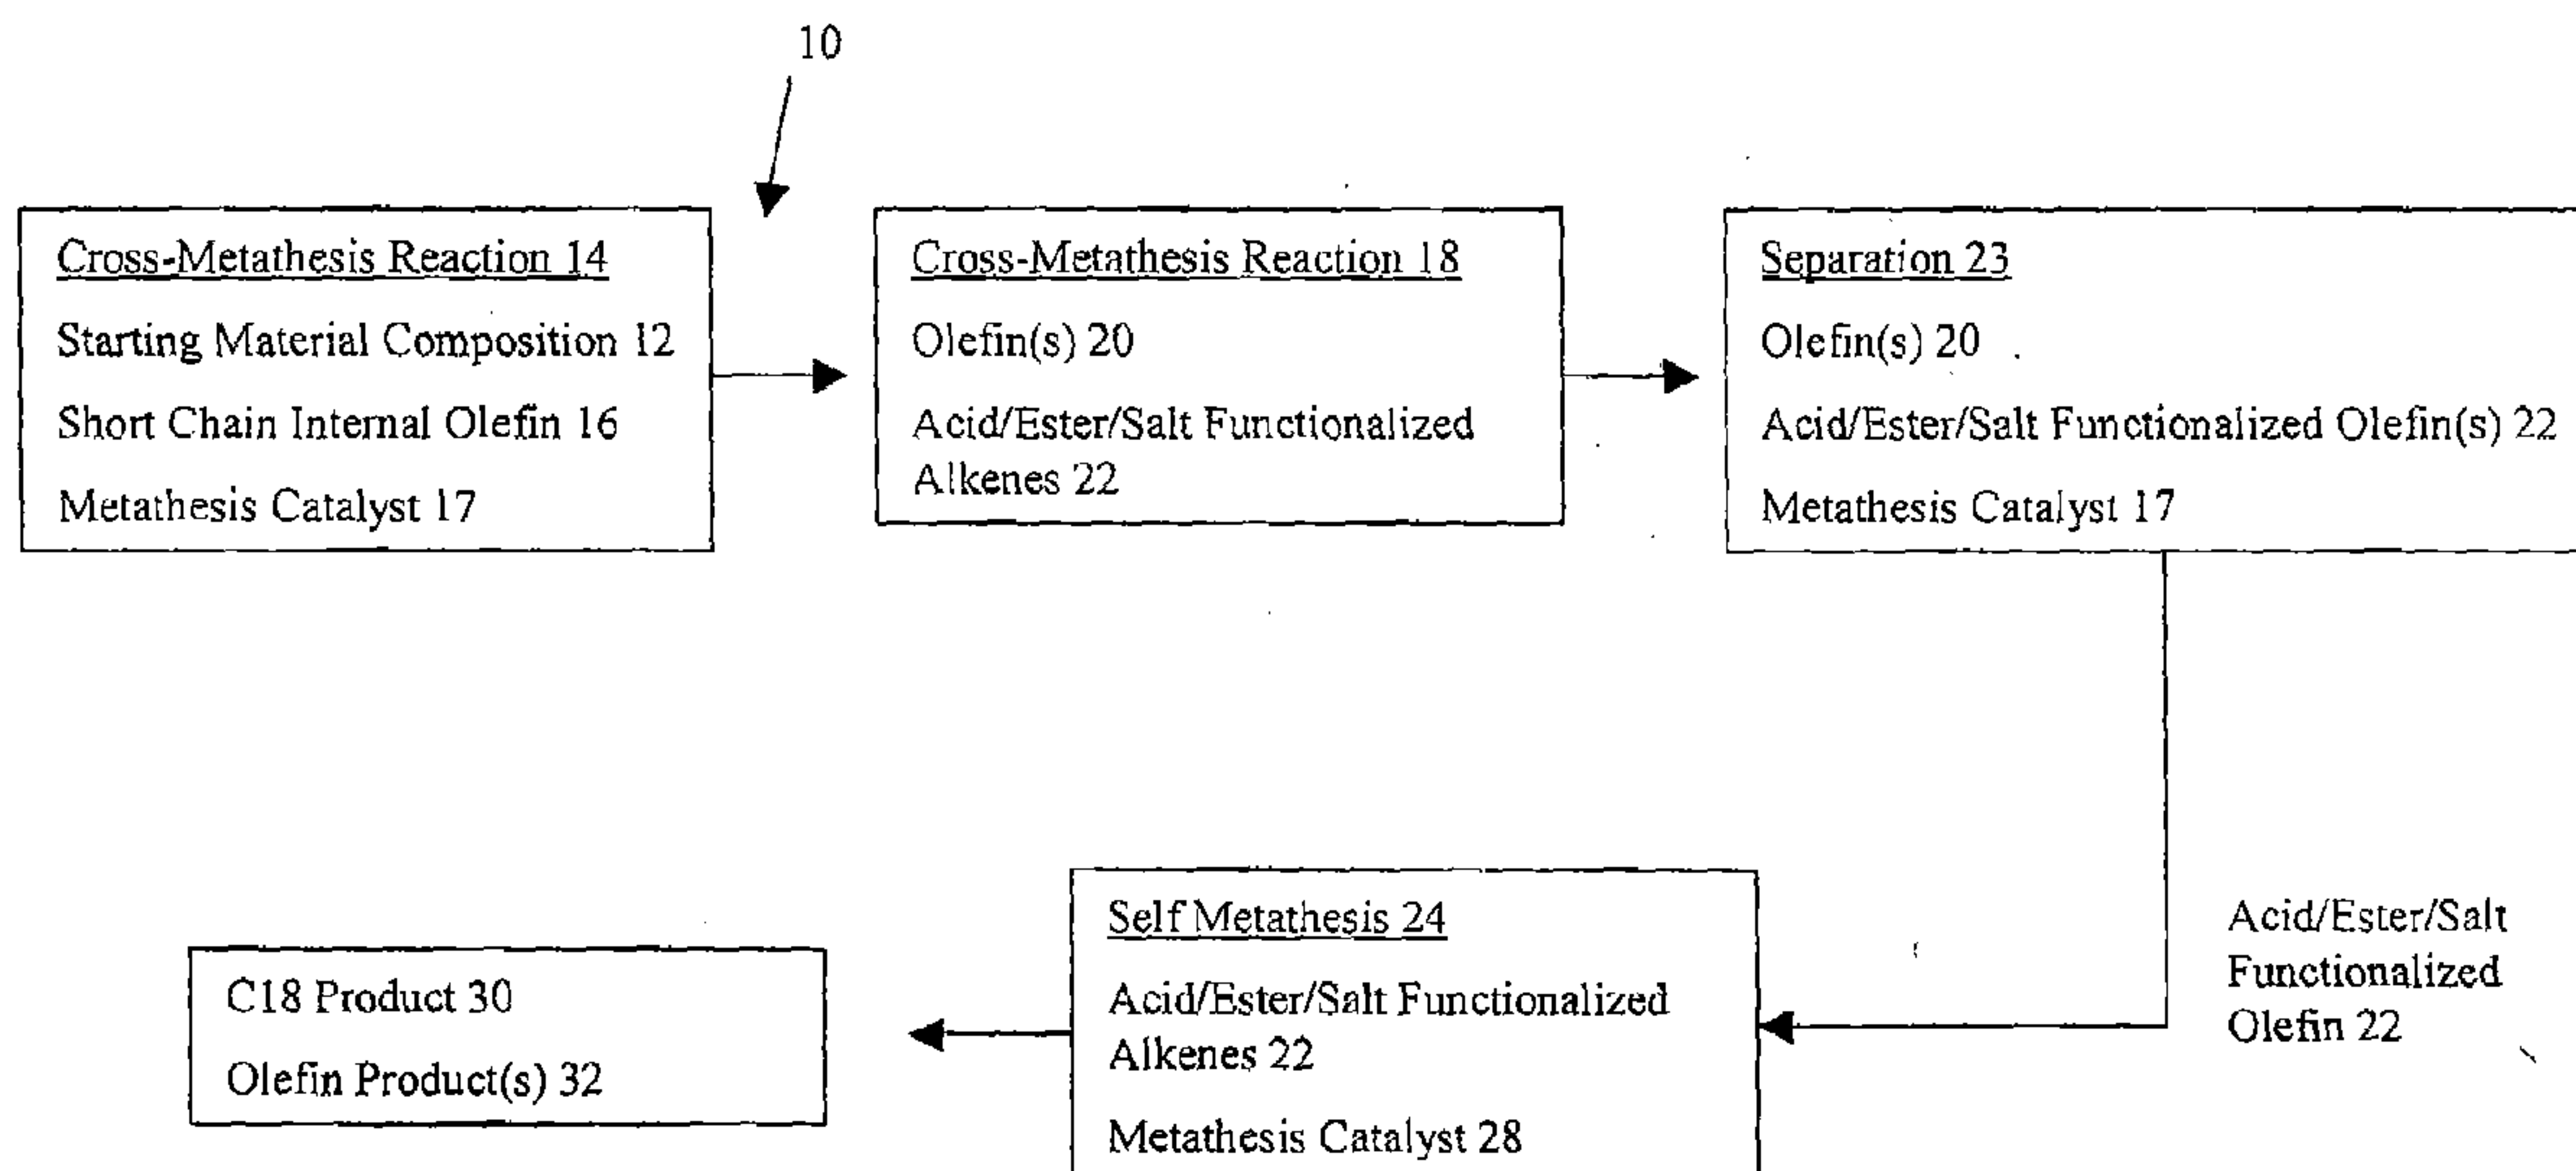 10
Cross-Metathesis Reaction 14
Starting Material Composition 12
Short Chain Internal Olefin 16
Metathesis Catalyst 17
Cross-Metathesis Reaction 18
Olefin(s) 20
Acid/Ester/Salt Functionalized
Alkenes 22
Separation 23
Olefin(s) 20
Acid/Ester/Salt Functionalized Olefin(s) 22
Metathesis Catalyst 17
Acid/Ester/Salt
Functionalized
Olefin 22
Self Metathesis 24
Acid/Ester/Salt Functionalized
Alkenes 22
Metathesis Catalyst 28
C18 Product 30
Olefin Product(s) 32